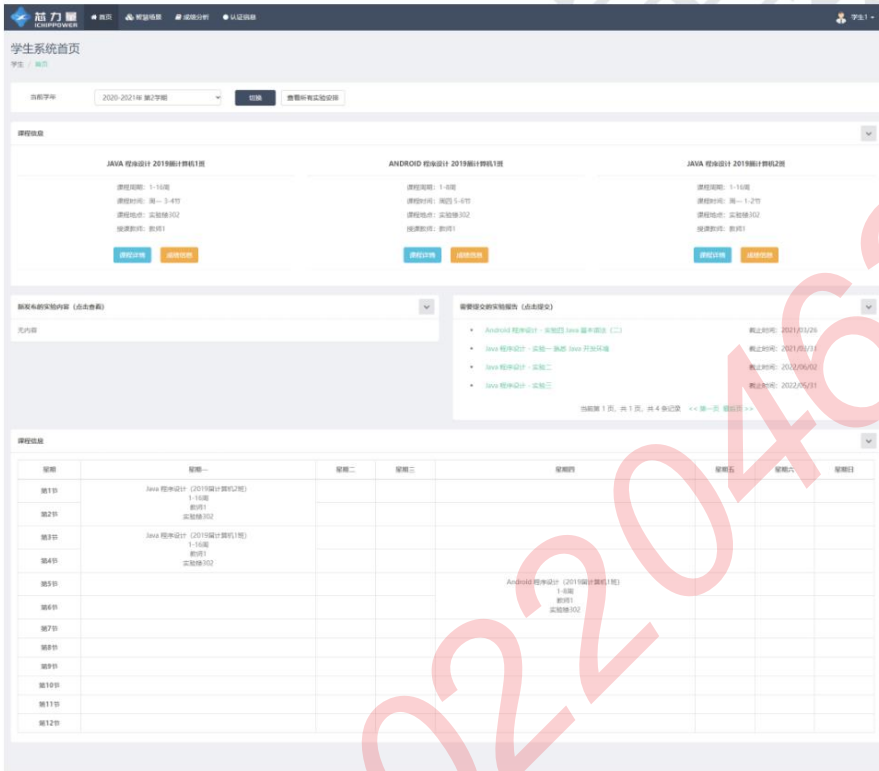 芯力量
ICHIPPOWER
首页 教暂场景 成绩分析 认证信息
学生1
学生系统首页
学生 / 首页
当前学年 2020-2021年 第2学期 切换 查看所有实验安排
课程信息
JAVA 程序设计 2019届计算机1班
课程周期: 1-16周
课程时间: 周一 3-4节
课程地点: 实验楼302
授课教师: 教师1
课程详情 成绩信息
ANDROID 程序设计 2019届计算机1班
课程周期: 1-8周
课程时间: 周四 5-6节
课程地点: 实验楼302
授课教师: 教师1
课程详情 成绩信息
JAVA 程序设计 2019届计算机2班
课程周期: 1-16周
课程时间: 周一 1-2节
课程地点: 实验楼302
授课教师: 教师1
课程详情 成绩信息
新发布的实验内容 (点击查看)
无内容
需要提交的实验报告 (点击提交)
Android 程序设计 - 实验四 Java 基本语法 (二) 截止时间: 2021/03/26
Java 程序设计 - 实验一 熟悉 Java 开发环境 截止时间: 2021/03/31
Java 程序设计 - 实验二 截止时间: 2022/06/02
Java 程序设计 - 实验三 截止时间: 2022/05/31
当前第 1 页, 共 1 页, 共 4 条记录 << 第一页 最后页 >>
课程信息
星期 星期一 星期二 星期三 星期四 星期五 星期六 星期日
第1节
第2节
Java 程序设计 (2019届计算机2班)
1-16周
教师1
实验楼302
第3节
第4节
Java 程序设计 (2019届计算机1班)
1-16周
教师1
实验楼302
第5节
第6节
Android 程序设计 (2019届计算机1班)
1-8周
教师1
实验楼302
第7节
第8节
第9节
第10节
第11节
第12节